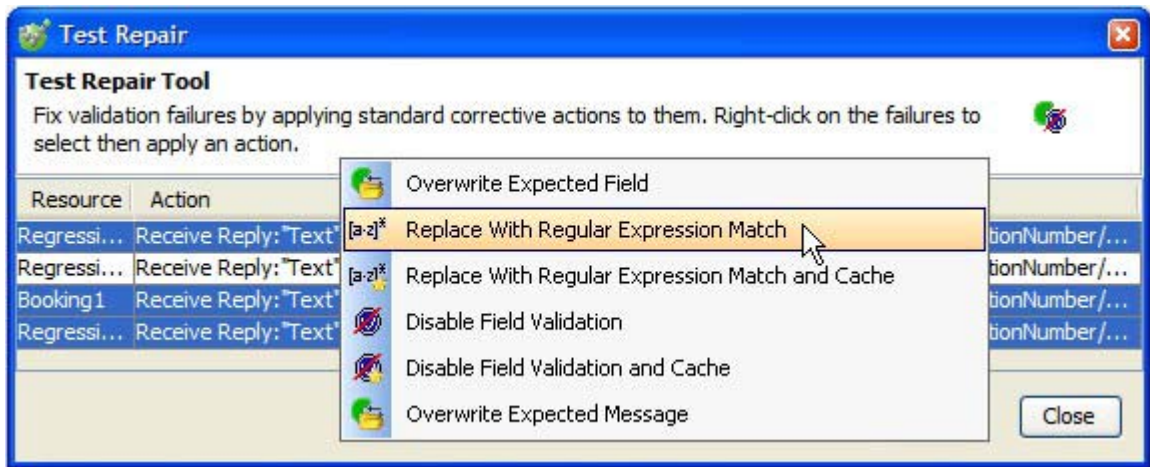 Test Repair
Test Repair Tool
Fix validation failures by applying standard corrective actions to them. Right-click on the failures to
select then apply an action.
Resource Action
Regressi... Receive Reply:"Text" tionNumber/...
Regressi... Receive Reply:"Text" tionNumber/...
Booking1 Receive Reply:"Text" tionNumber/...
Regressi... Receive Reply:"Text" tionNumber/...
Overwrite Expected Field
[a-z]* Replace With Regular Expression Match
[a-z]* Replace With Regular Expression Match and Cache
Disable Field Validation
Disable Field Validation and Cache
Overwrite Expected Message
Close